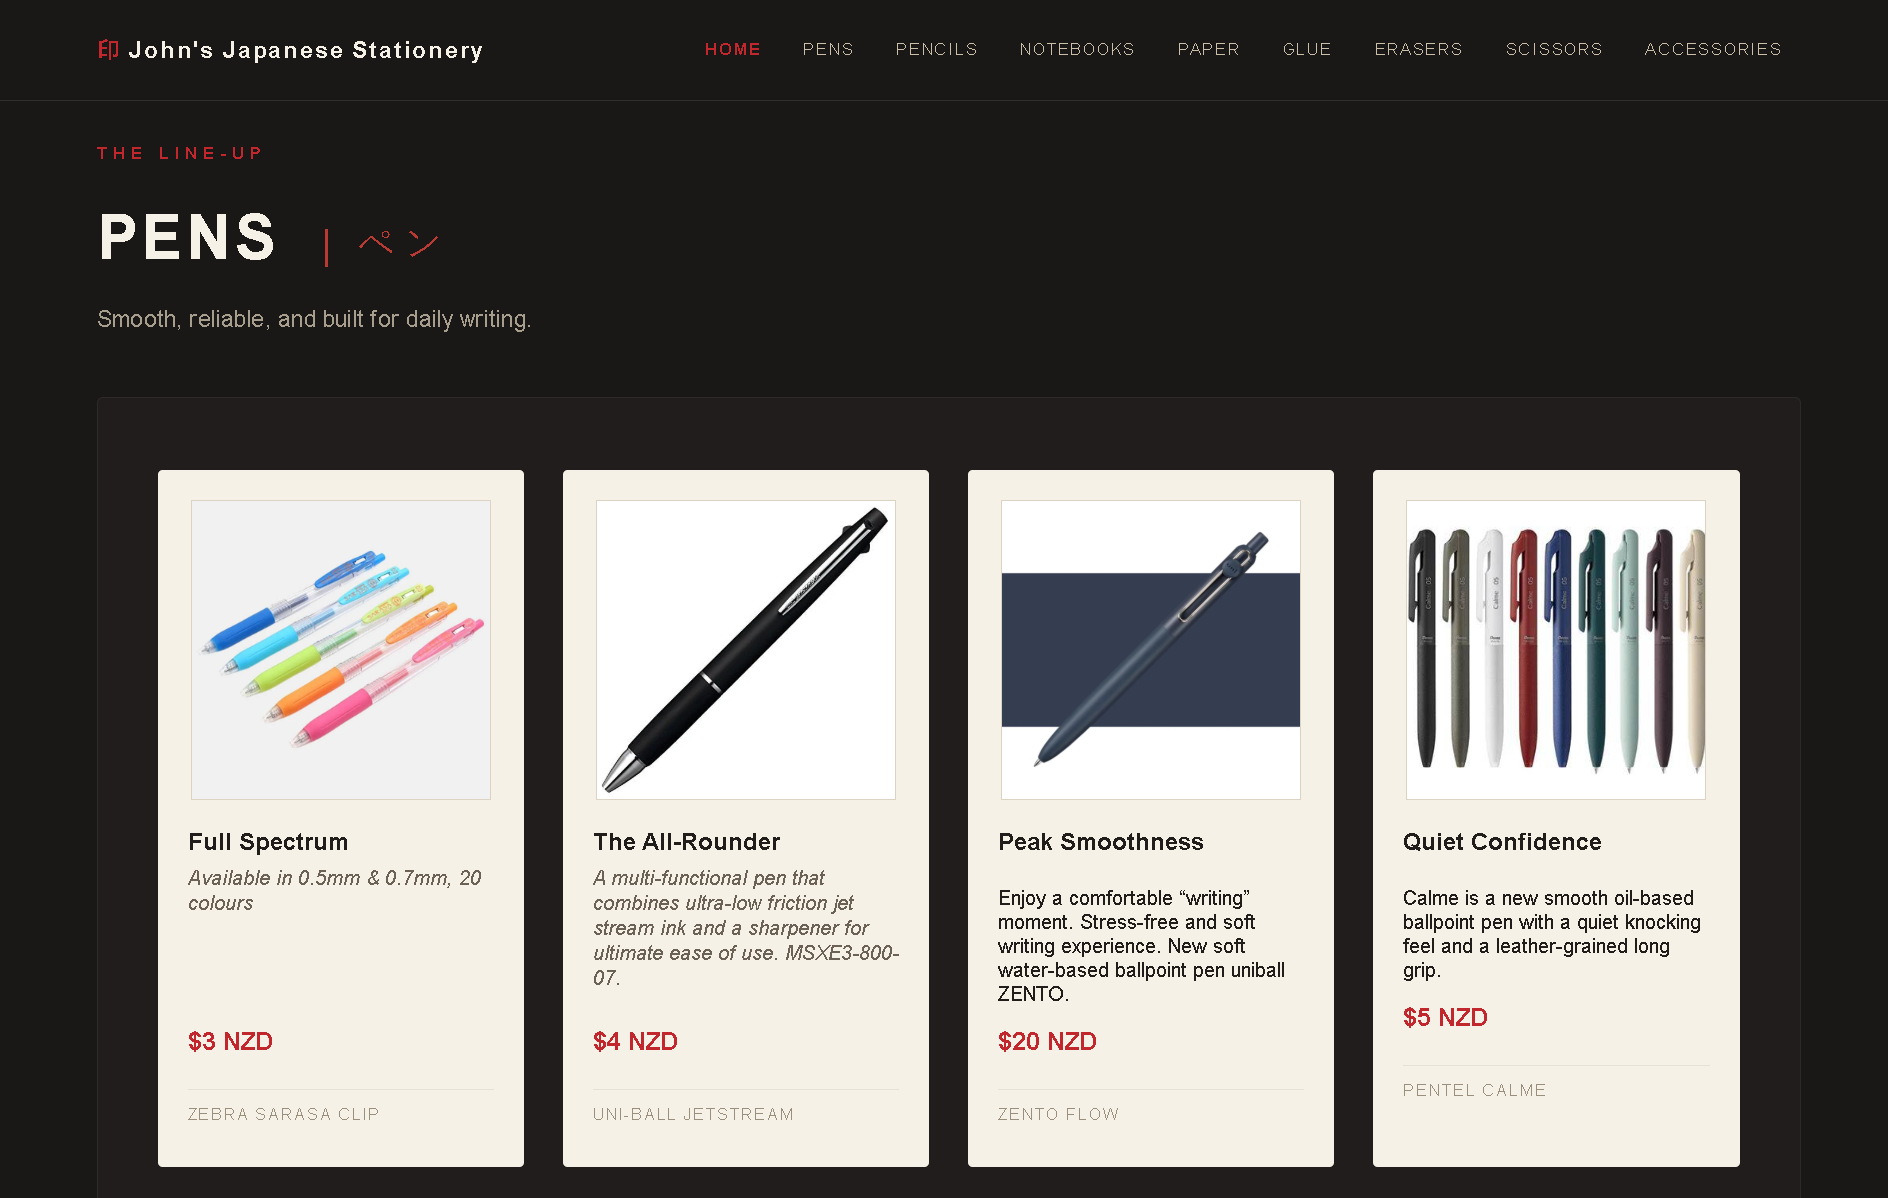 印 John's Japanese Stationery
HOME PENS PENCILS NOTEBOOKS PAPER GLUE ERASERS SCISSORS ACCESSORIES
THE LINE-UP
PENS | ペン
Smooth, reliable, and built for daily writing.
Full Spectrum
Available in 0.5mm & 0.7mm, 20
colours
$3 NZD
ZEBRA SARASA CLIP
The All-Rounder
A multi-functional pen that
combines ultra-low friction jet
stream ink and a sharpener for
ultimate ease of use. MSXE3-800-
07.
$4 NZD
UNI-BALL JETSTREAM
Peak Smoothness
Enjoy a comfortable “writing”
moment. Stress-free and soft
writing experience. New soft
water-based ballpoint pen uniball
ZENTO.
$20 NZD
ZENTO FLOW
Quiet Confidence
Calme is a new smooth oil-based
ballpoint pen with a quiet knocking
feel and a leather-grained long
grip.
$5 NZD
PENTEL CALME